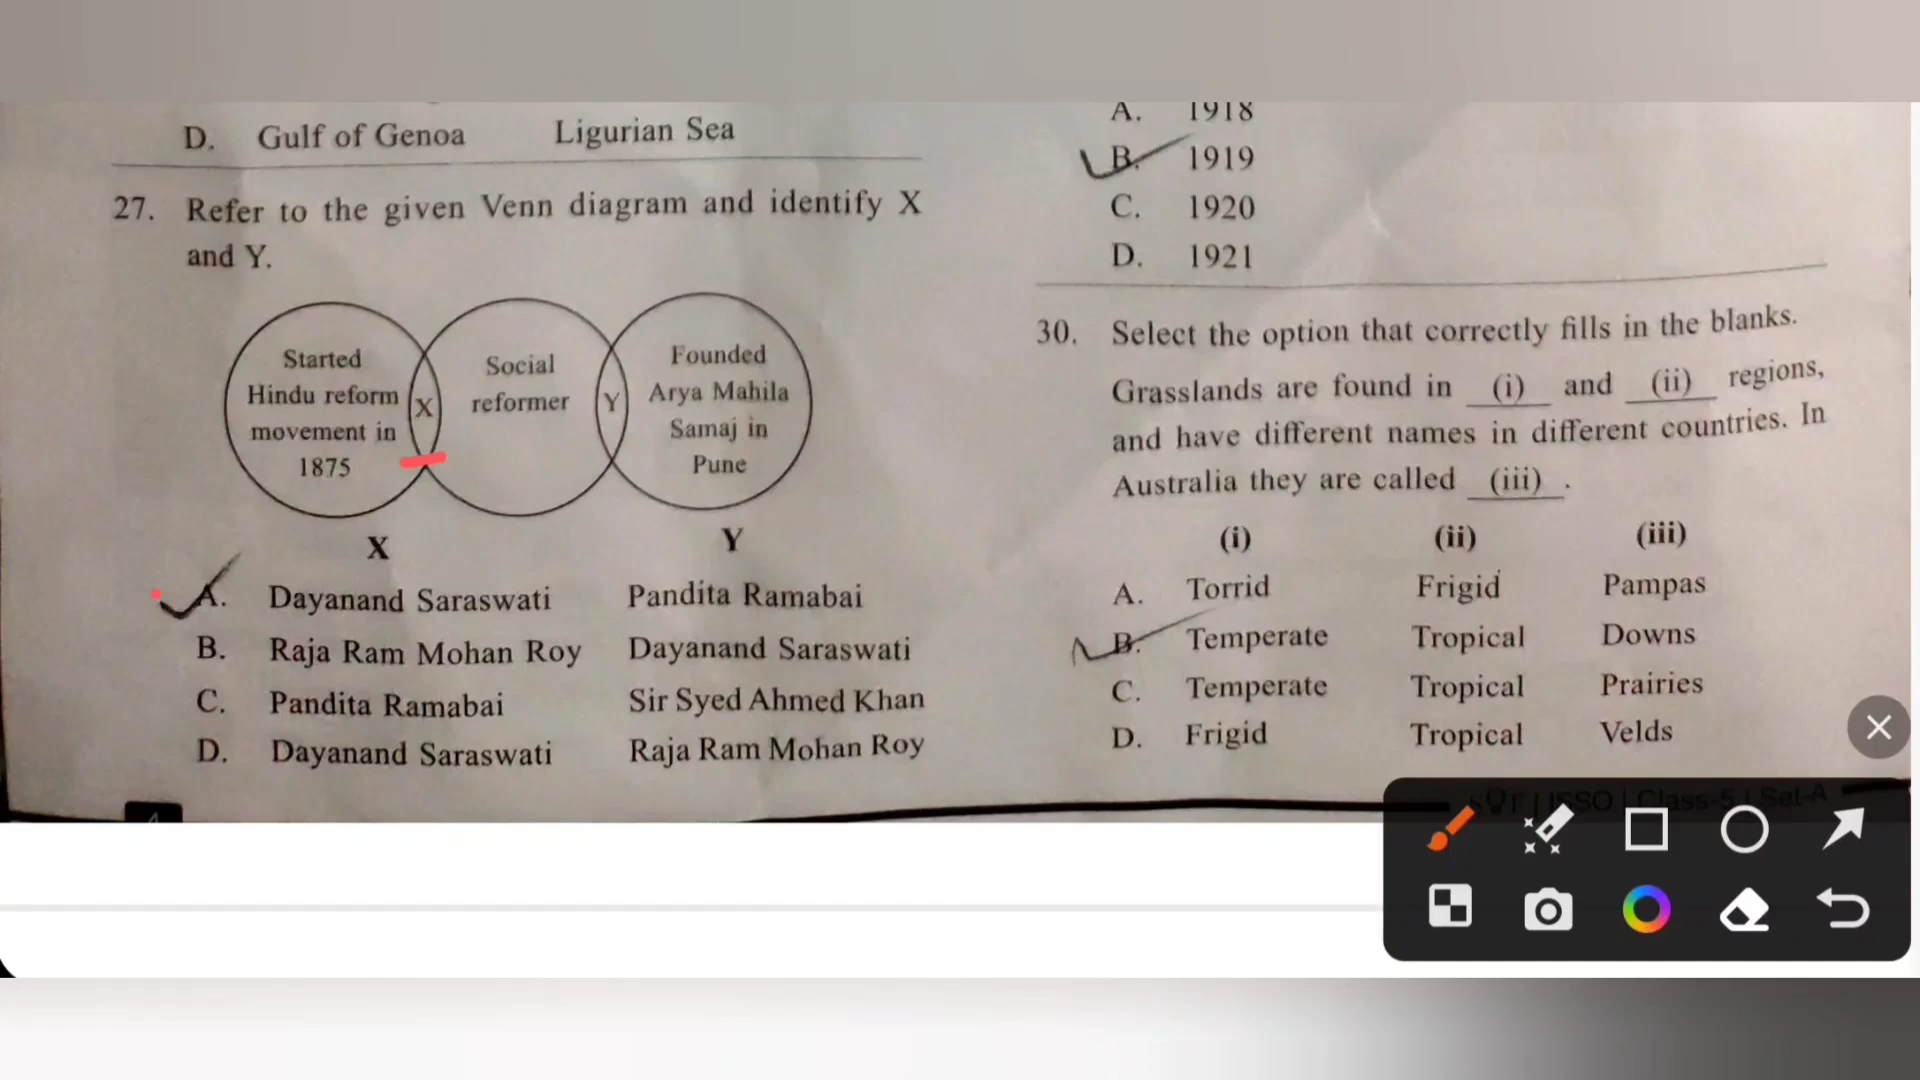 D. Gulf of Genoa Ligurian Sea
27. Refer to the given Venn diagram and identify X
and Y.
Started
Hindu reform
movement in
1875
X
Social
reformer
Y
Founded
Arya Mahila
Samaj in
Pune
X Y
A. Dayanand Saraswati Pandita Ramabai
B. Raja Ram Mohan Roy Dayanand Saraswati
C. Pandita Ramabai Sir Syed Ahmed Khan
D. Dayanand Saraswati Raja Ram Mohan Roy
4
A. 1918
B. 1919
C. 1920
D. 1921
30. Select the option that correctly fills in the blanks.
Grasslands are found in (i) and (ii) regions,
and have different names in different countries. In
Australia they are called (iii) .
(i) (ii) (iii)
A. Torrid Frigid Pampas
B. Temperate Tropical Downs
C. Temperate Tropical Prairies
D. Frigid Tropical Velds
| ISSO | Class-5 | Set-A